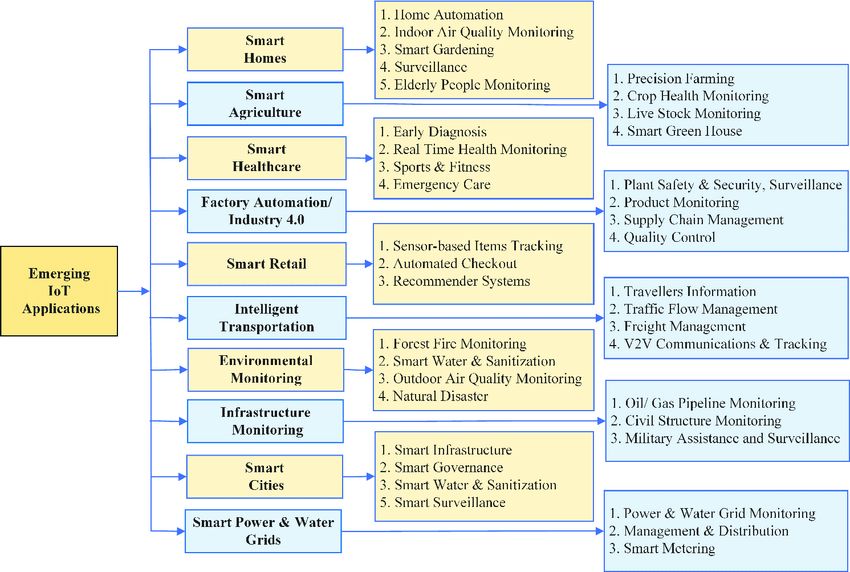 Emerging
IoT
Applications
Smart
Homes
1. Home Automation
2. Indoor Air Quality Monitoring
3. Smart Gardening
4. Surveillance
5. Elderly People Monitoring
Smart
Agriculture
1. Precision Farming
2. Crop Health Monitoring
3. Live Stock Monitoring
4. Smart Green House
Smart
Healthcare
1. Early Diagnosis
2. Real Time Health Monitoring
3. Sports & Fitness
4. Emergency Care
Factory Automation/
Industry 4.0
1. Plant Safety & Security, Surveillance
2. Product Monitoring
3. Supply Chain Management
4. Quality Control
Smart Retail
1. Sensor-based Items Tracking
2. Automated Checkout
3. Recommender Systems
Intelligent
Transportation
1. Travellers Information
2. Traffic Flow Management
3. Freight Management
4. V2V Communications & Tracking
Environmental
Monitoring
1. Forest Fire Monitoring
2. Smart Water & Sanitization
3. Outdoor Air Quality Monitoring
4. Natural Disaster
Infrastructure
Monitoring
1. Oil/ Gas Pipeline Monitoring
2. Civil Structure Monitoring
3. Military Assistance and Surveillance
Smart
Cities
1. Smart Infrastructure
2. Smart Governance
3. Smart Water & Sanitization
5. Smart Surveillance
Smart Power & Water
Grids
1. Power & Water Grid Monitoring
2. Management & Distribution
3. Smart Metering